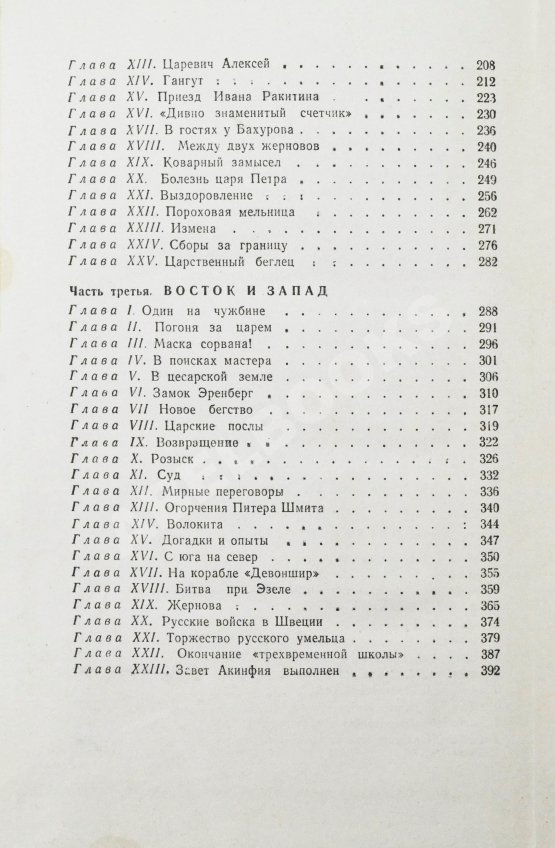 Глава XIII. Царевич Алексей . . . . . . . . . . . 208
Глава XIV. Гангут . . . . . . . . . . . . . . 212
Глава XV. Приезд Ивана Ракитина . . . . . . . . 223
Глава XVI. «Дивно знаменитый счетчик» . . . . . . 230
Глава XVII. В гостях у Бахурова . . . . . . . . . 236
Глава XVIII. Между двух жерновов . . . . . . . . 240
Глава XIX. Коварный замысел . . . . . . . . . . 246
Глава XX. Болезнь царя Петра . . . . . . . . . . 249
Глава XXI. Выздоровление . . . . . . . . . . . . 256
Глава XXII. Пороховая мельница . . . . . . . . . 262
Глава XXIII. Измена . . . . . . . . . . . . . . 271
Глава XXIV. Сборы за границу . . . . . . . . . . 276
Глава XXV. Царственный беглец . . . . . . . . . 282
Часть третья. ВОСТОК И ЗАПАД
Глава I. Один на чужбине . . . . . . . . . . . 288
Глава II. Погоня за царем . . . . . . . . . . . 291
Глава III. Маска сорвана! . . . . . . . . . . . 296
Глава IV. В поисках мастера . . . . . . . . . . 301
Глава V. В цесарской земле . . . . . . . . . . 306
Глава VI. Замок Эренберг . . . . . . . . . . . 310
Глава VII Новое бегство . . . . . . . . . . . . 317
Глава VIII. Царские послы . . . . . . . . . . . 319
Глава IX. Возвращение . . . . . . . . . . . . . 322
Глава X. Розыск . . . . . . . . . . . . . . . 326
Глава XI. Суд . . . . . . . . . . . . . . . . 332
Глава XII. Мирные переговоры . . . . . . . . . . 336
Глава XIII. Огорчения Питера Шмита . . . . . . . 340
Глава XIV. Волокита . . . . . . . . . . . . . 344
Глава XV. Догадки и опыты . . . . . . . . . . . 347
Глава XVI. С юга на север . . . . . . . . . . . 350
Глава XVII. На корабле «Девоншир» . . . . . . . . 355
Глава XVIII. Битва при Эзеле . . . . . . . . . . 359
Глава XIX. Жернова . . . . . . . . . . . . . . 365
Глава XX. Русские войска в Швеции . . . . . . . . 374
Глава XXI. Торжество русского умельца . . . . . . 379
Глава XXII. Окончание «трехвременной школы» . . . . 387
Глава XXIII. Завет Акинфия выполнен . . . . . . . 392